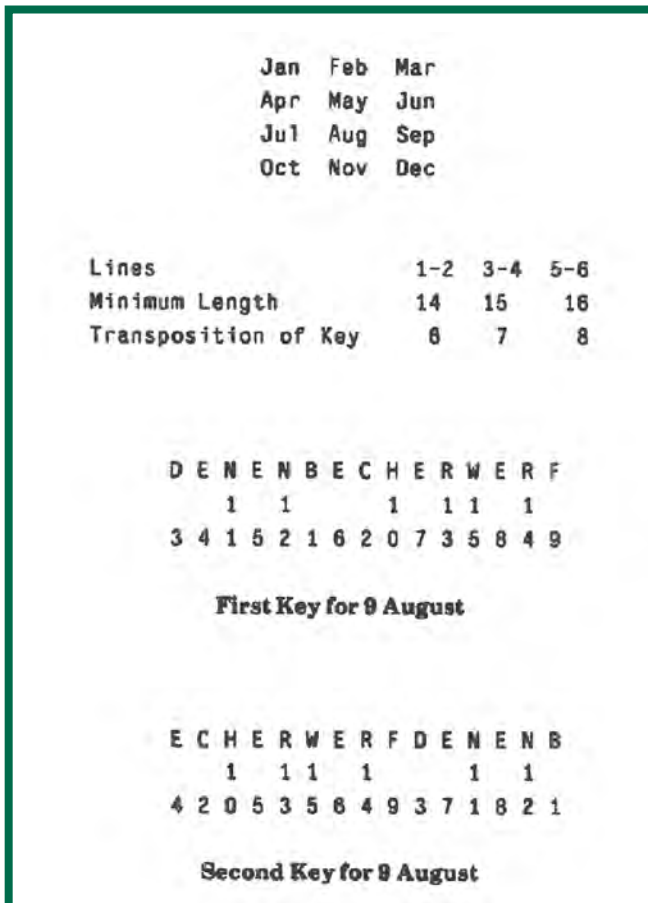 Jan Feb Mar
Apr May Jun
Jul Aug Sep
Oct Nov Dec
Lines 1-2 3-4 5-6
Minimum Length 14 15 16
Transposition of Key 6 7 8
D E N E N B E C H E R W E R F
1 1 1 1 1 1
3 4 1 5 2 1 6 2 0 7 3 5 8 4 9
First Key for 9 August
E C H E R W E R F D E N E N B
1 1 1 1 1 1
4 2 0 5 3 5 6 4 9 3 7 1 8 2 1
Second Key for 9 August